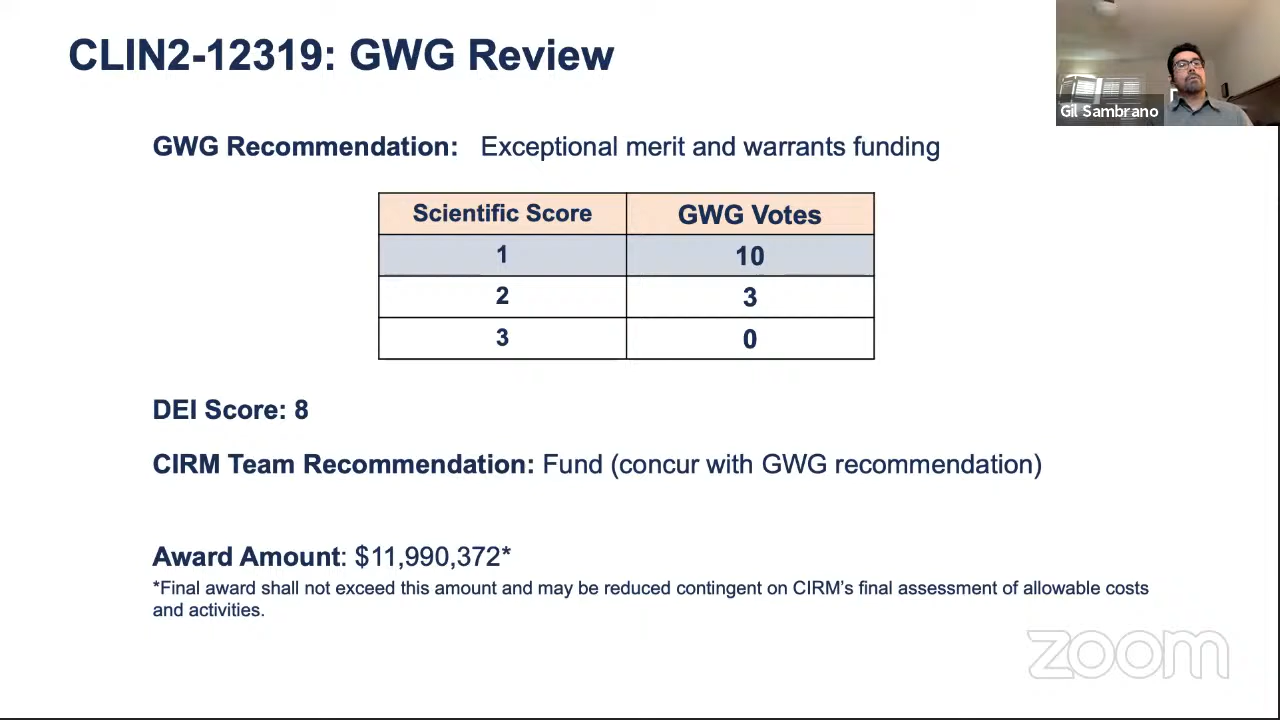 CLIN2-12319: GWG Review
Gil Sambrano
GWG Recommendation: Exceptional merit and warrants funding
Scientific Score GWG Votes
1 10
2 3
3 0
DEI Score: 8
CIRM Team Recommendation: Fund (concur with GWG recommendation)
Award Amount: $11,990,372*
*Final award shall not exceed this amount and may be reduced contingent on CIRM’s final assessment of allowable costs
and activities.
zoom